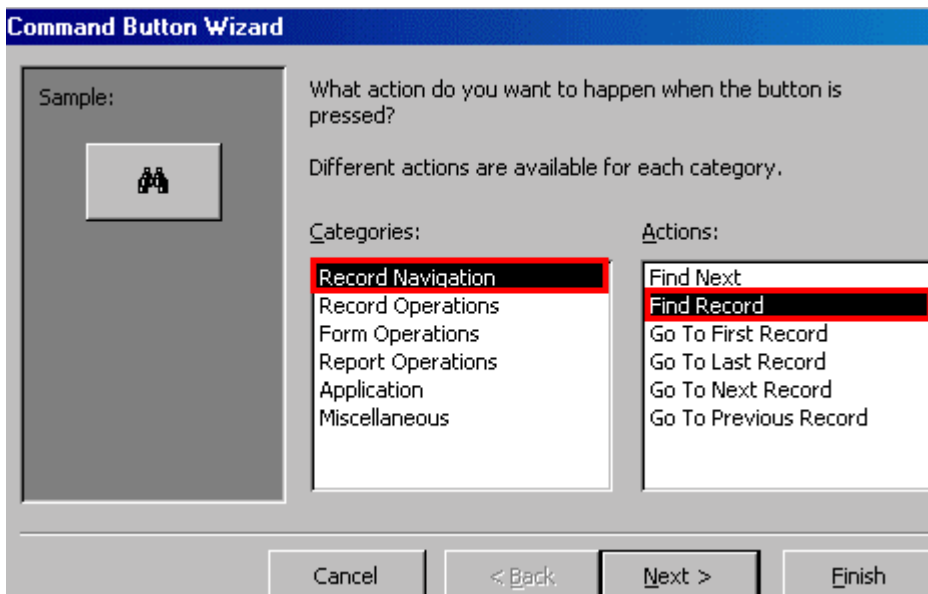 Command Button Wizard
Sample:
What action do you want to happen when the button is
pressed?
Different actions are available for each category.
Categories:
Record Navigation
Record Operations
Form Operations
Report Operations
Application
Miscellaneous
Actions:
Find Next
Find Record
Go To First Record
Go To Last Record
Go To Next Record
Go To Previous Record
Cancel
< Back
Next >
Finish